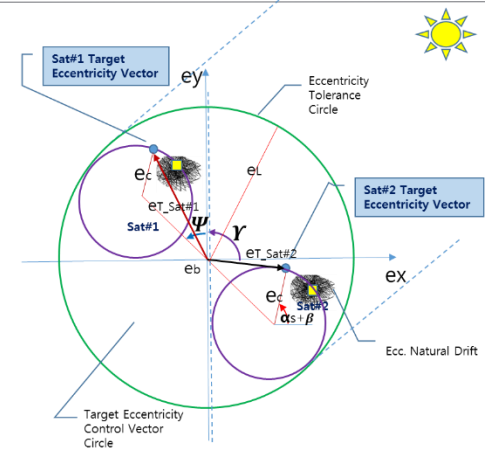 Sat#1 Target
Eccentricity Vector
ey
Eccentricity
Tolerance
Circle
ec
eL
eT_Sat#1
Sat#1
Ψ
γ
Sat#2 Target
Eccentricity Vector
eT_Sat#2
eb
ex
ec
Sat#2
αs+β
Ecc. Natural Drift
Target Eccentricity
Control Vector
Circle